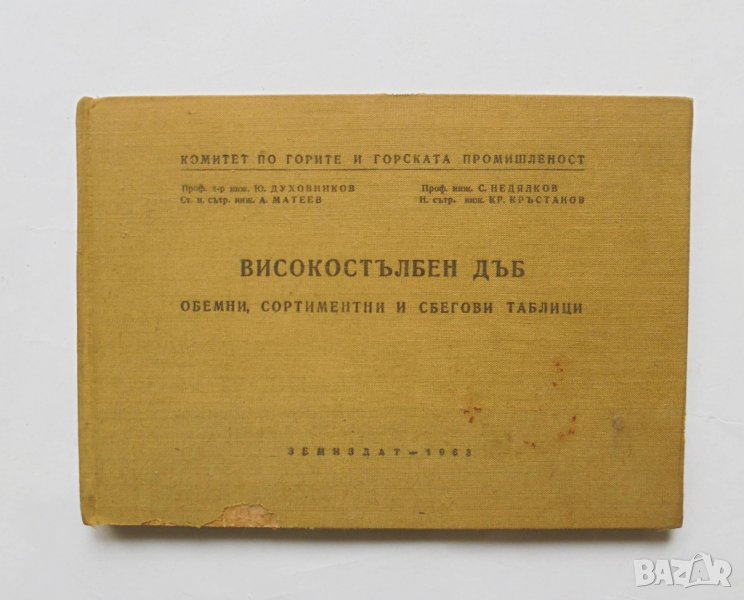 КОМИТЕТ ПО ГОРИТЕ И ГОРСКАТА ПРОМИШЛЕНОСТ
Проф. д-р инж. Ю. ДУХОВНИКОВ Проф. инж. С. НЕДЯЛКОВ
Ст. н. сътр. инж. А. МАТЕЕВ Н. сътр. инж. КР. КРЪСТАНОВ
ВИСОКОСТЪЛБЕН ДЪБ
ОБЕМНИ, СОРТИМЕНТНИ И СБЕГОВИ ТАБЛИЦИ
ЗЕМИЗДАТ — 1963
BAZAR